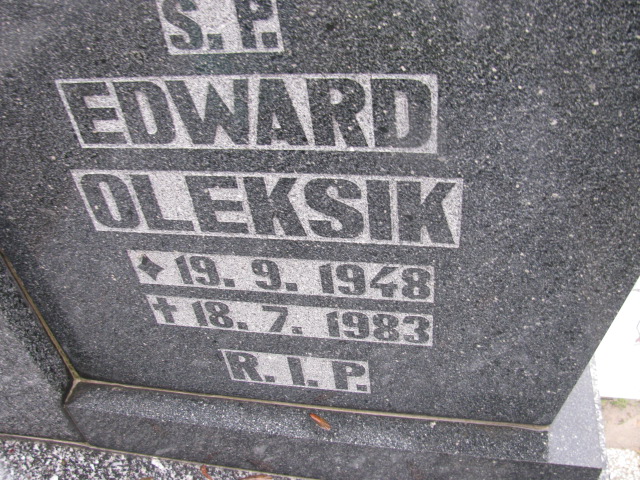 S. P.
EDWARD
OLEKSIK
✦ 19. 9. 1948
✝ 18. 7. 1983
R. I. P.